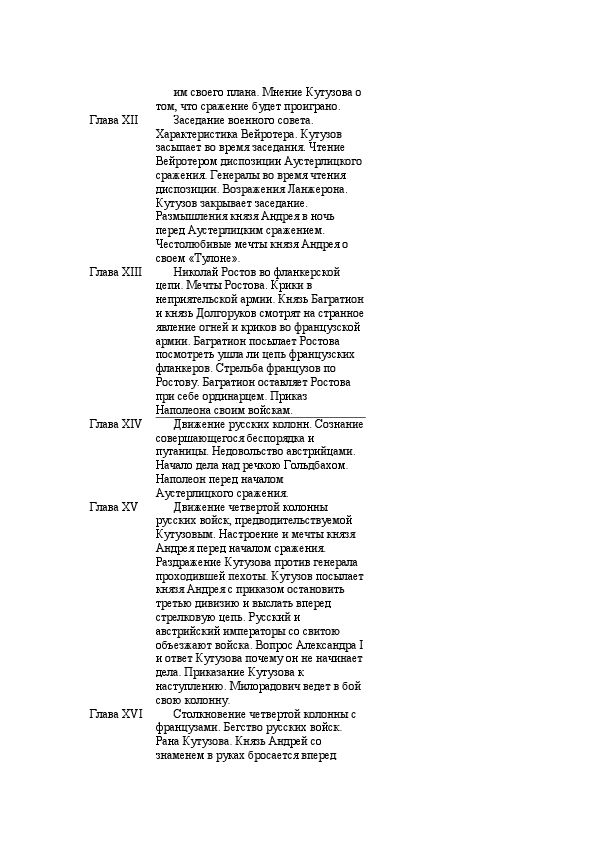 им своего плана. Мнение Кутузова о
том, что сражение будет проиграно.
Глава XII Заседание военного совета.
Характеристика Вейротера. Кутузов
засыпает во время заседания. Чтение
Вейротером диспозиции Аустерлицкого
сражения. Генералы во время чтения
диспозиции. Возражения Ланжерона.
Кутузов закрывает заседание.
Размышления князя Андрея в ночь
перед Аустерлицким сражением.
Честолюбивые мечты князя Андрея о
своем «Тулоне».
Глава XIII Николай Ростов во фланкерской
цепи. Мечты Ростова. Крики в
неприятельской армии. Князь Багратион
и князь Долгоруков смотрят на странное
явление огней и криков во французской
армии. Багратион посылает Ростова
посмотреть ушла ли цепь французских
фланкеров. Стрельба французов по
Ростову. Багратион оставляет Ростова
при себе ординарцем. Приказ
Наполеона своим войскам.
Глава XIV Движение русских колонн. Сознание
совершающегося беспорядка и
путаницы. Недовольство австрийцами.
Начало дела над речкою Гольдбахом.
Наполеон перед началом
Аустерлицкого сражения.
Глава XV Движение четвертой колонны
русских войск, предводительствуемой
Кутузовым. Настроение и мечты князя
Андрея перед началом сражения.
Раздражение Кутузова против генерала
проходившей пехоты. Кутузов посылает
князя Андрея с приказом остановить
третью дивизию и выслать вперед
стрелковую цепь. Русский и
австрийский императоры со свитою
объезжают войска. Вопрос Александра I
и ответ Кутузова почему он не начинает
дела. Приказание Кутузова к
наступлению. Милорадович ведет в бой
свою колонну.
Глава XVI Столкновение четвертой колонны с
французами. Бегство русских войск.
Рана Кутузова. Князь Андрей со
знаменем в руках бросается вперед